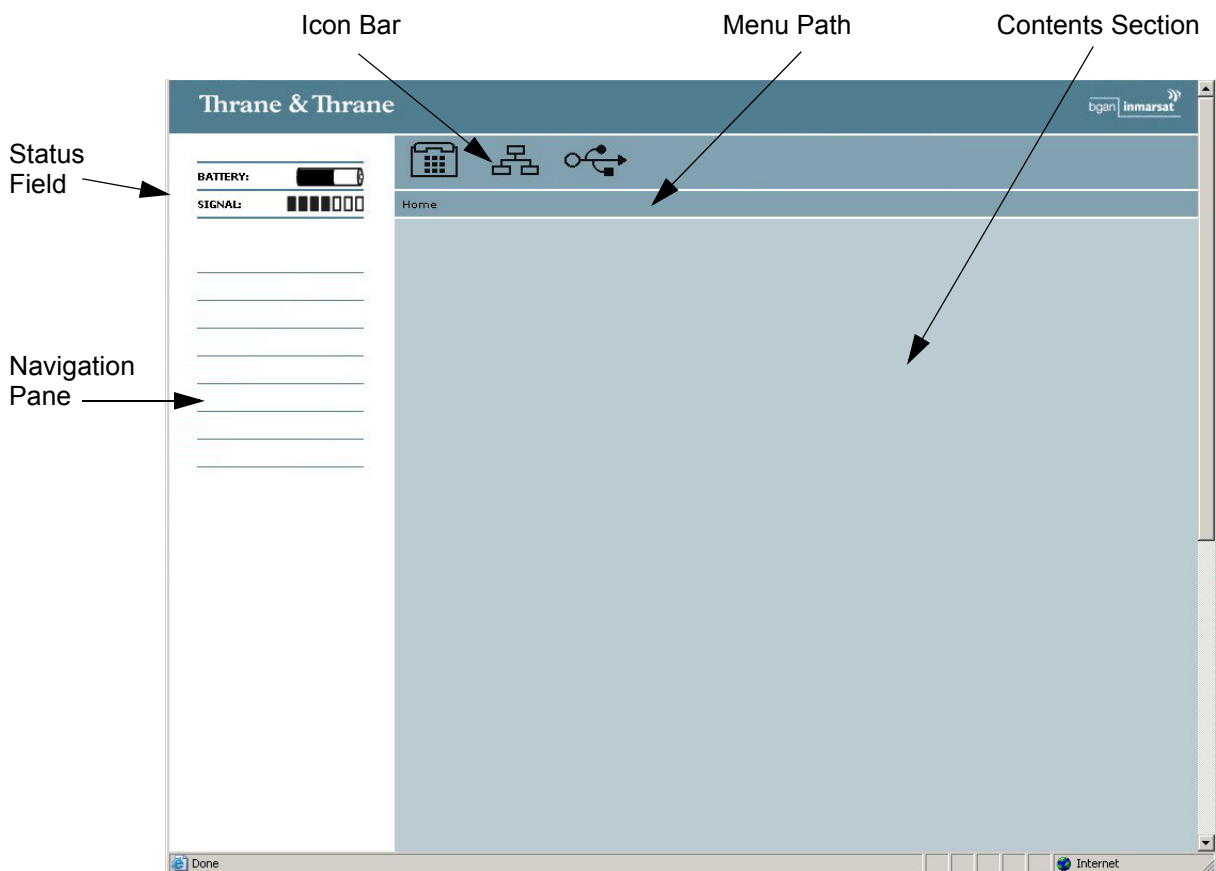 Icon Bar
Menu Path
Contents Section
Thrane & Thrane
bgan inmarsat
Status
Field
BATTERY:
SIGNAL:
Home
Navigation
Pane
Done
Internet